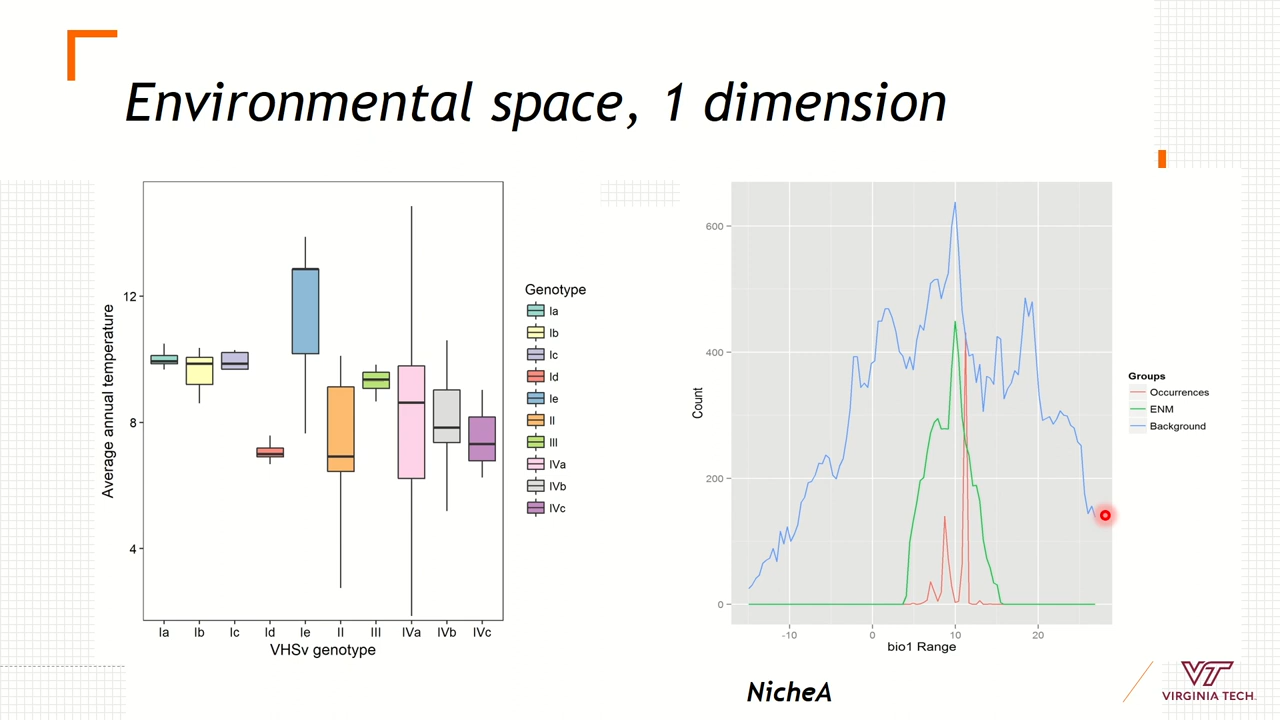 Environmental space, 1 dimension
Average annual temperature
12
8
4
Ia Ib Ic Id Ie II III IVa IVb IVc
VHSv genotype
Genotype
Ia
Ib
Ic
Id
Ie
II
III
IVa
IVb
IVc
Count
600
400
200
0
-10 0 10 20
bio1 Range
Groups
Occurrences
ENM
Background
NicheA
VT
VIRGINIA TECH